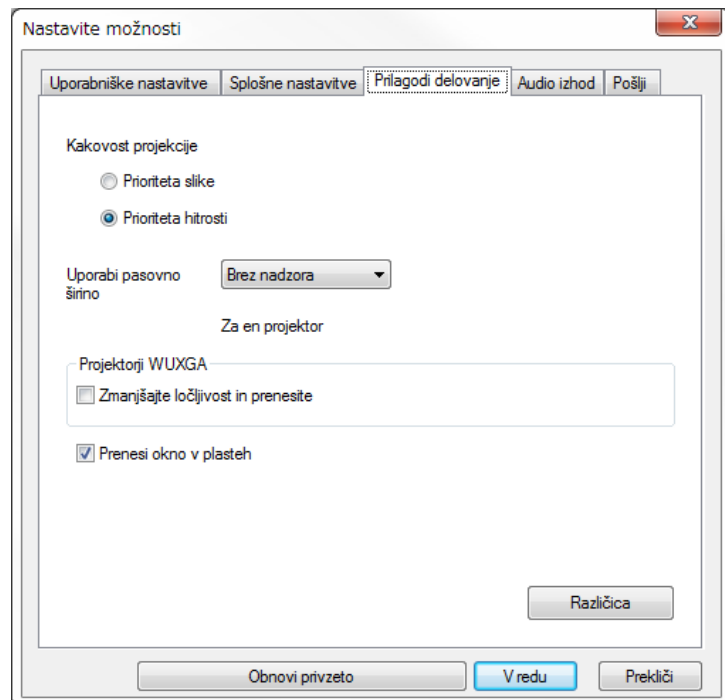 Nastavite možnosti
Uporabniške nastavitve Splošne nastavitve Prilagodi delovanje Audio izhod Pošlji
Kakovost projekcije
Prioriteta slike
Prioriteta hitrosti
Uporabi pasovno Brez nadzora
širino
Za en projektor
Projektorji WUXGA
Zmanjšajte ločljivost in prenesite
Prenesi okno v plasteh
Različica
Obnovi privzeto V redu Prekliči